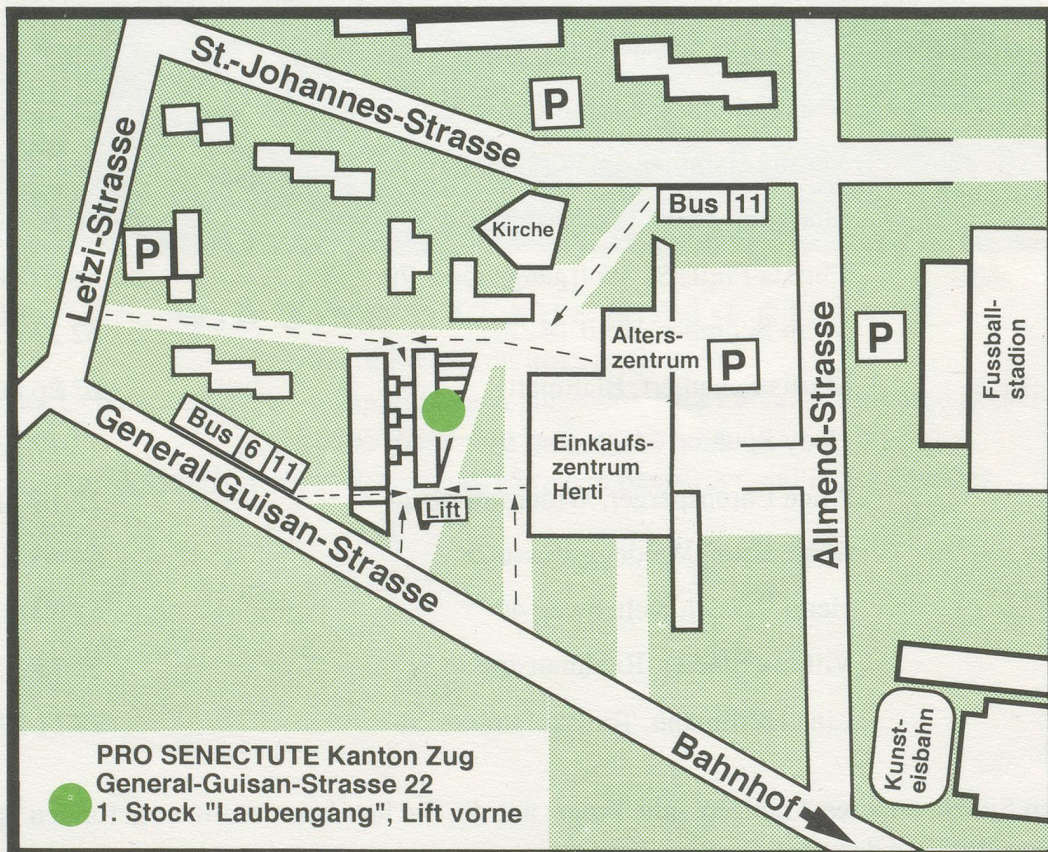 St.-Johannes-Strasse
P
Letzi-Strasse
P
Kirche
Bus 11
Alters-
zentrum
P
P
Fussball-
stadion
Allmend-Strasse
Bus 6 11
General-Guisan-Strasse
Einkaufs-
zentrum
Herti
Lift
Kunst-
eisbahn
Bahnhof
PRO SENECTUTE Kanton Zug
General-Guisan-Strasse 22
1. Stock "Laubengang", Lift vorne